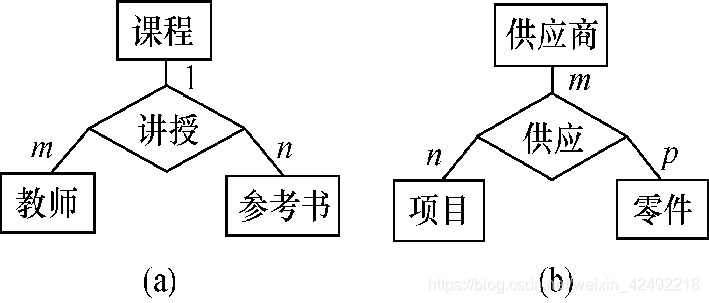 课程
1
讲授
m
n
教师
参考书
(a)
供应商
m
供应
n
p
项目
零件
(b)
https://blog.csdn.net/weixin_42492218